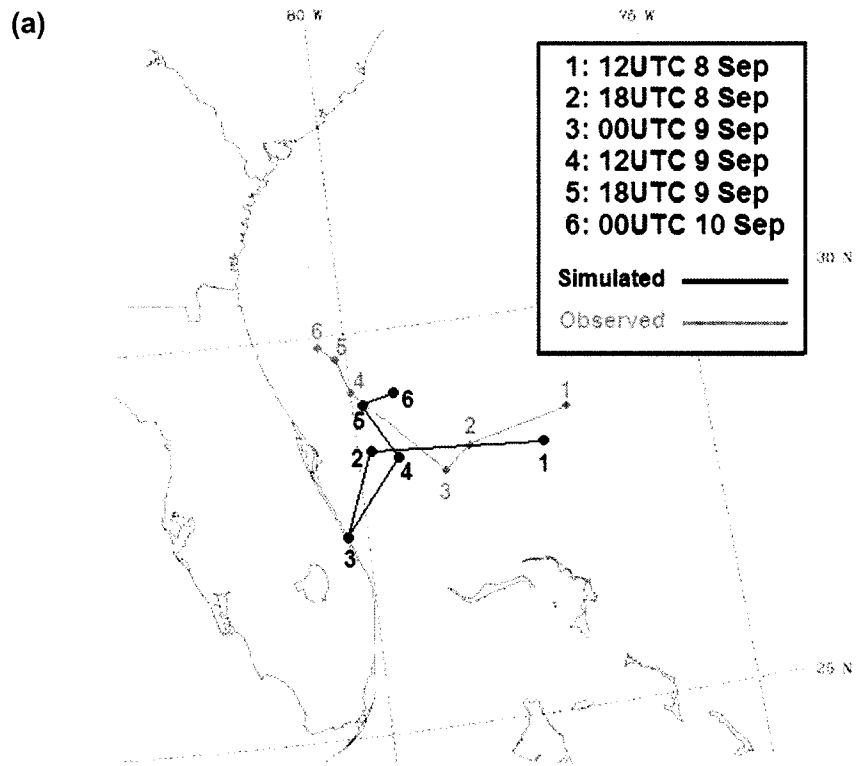 (a)
80 W
75 W
1: 12UTC 8 Sep
2: 18UTC 8 Sep
3: 00UTC 9 Sep
4: 12UTC 9 Sep
5: 18UTC 9 Sep
6: 00UTC 10 Sep
30 N
Simulated
Observed
6
5
4
1
6
5
2
2
1
4
3
3
25 N